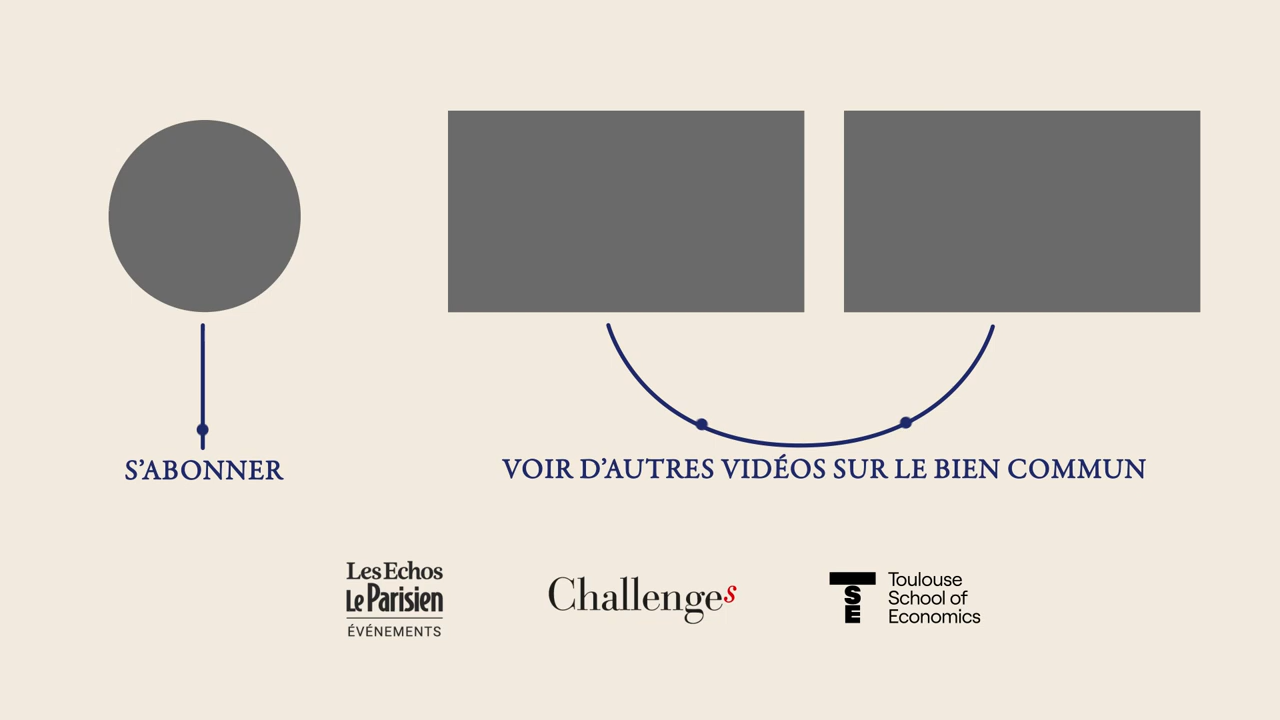 S'ABONNER
VOIR D'AUTRES VIDÉOS SUR LE BIEN COMMUN
Les Echos
Le Parisien
ÉVÉNEMENTS
Challenges
TSE
Toulouse
School of
Economics